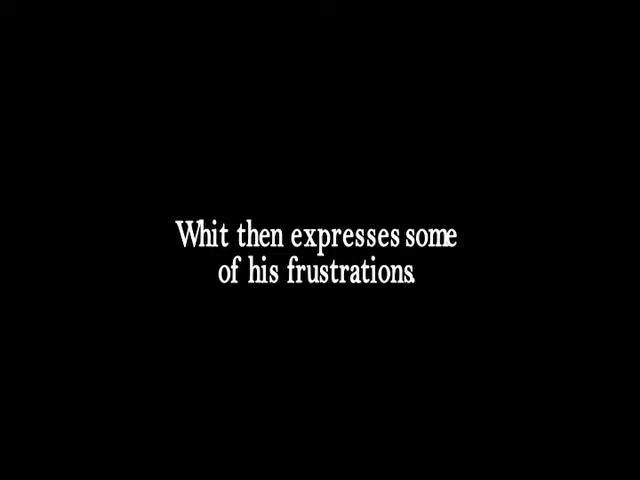 Whit then expresses some
of his frustrations.